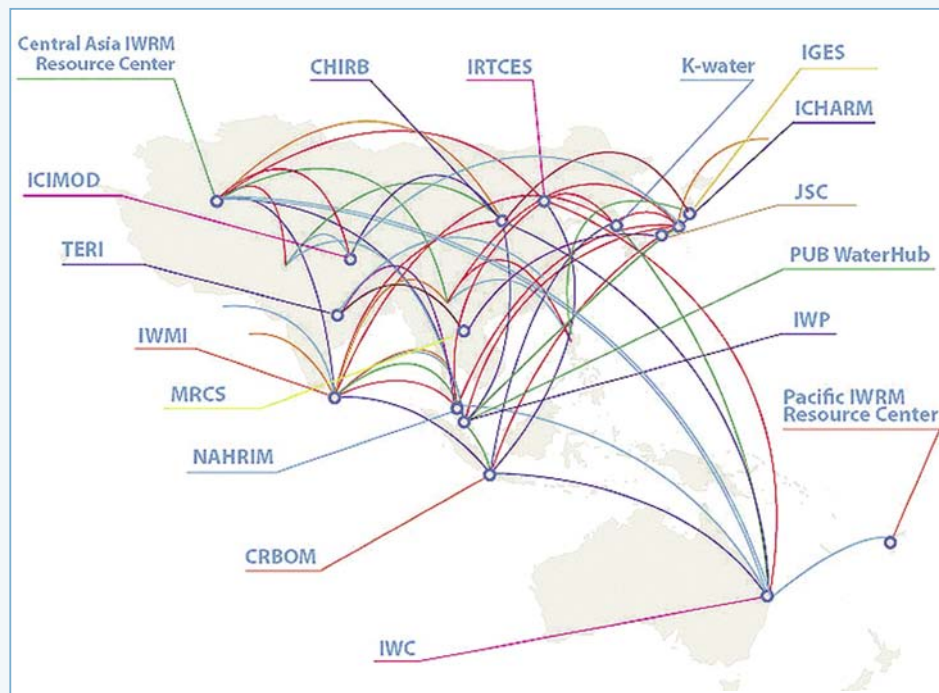 Central Asia IWRM
Resource Center
CHIRB
IRTCES
K-water
IGES
ICHARM
ICIMOD
JSC
TERI
PUB WaterHub
IWP
IWMI
MRCS
Pacific IWRM
Resource Center
NAHRIM
CRBOM
IWC